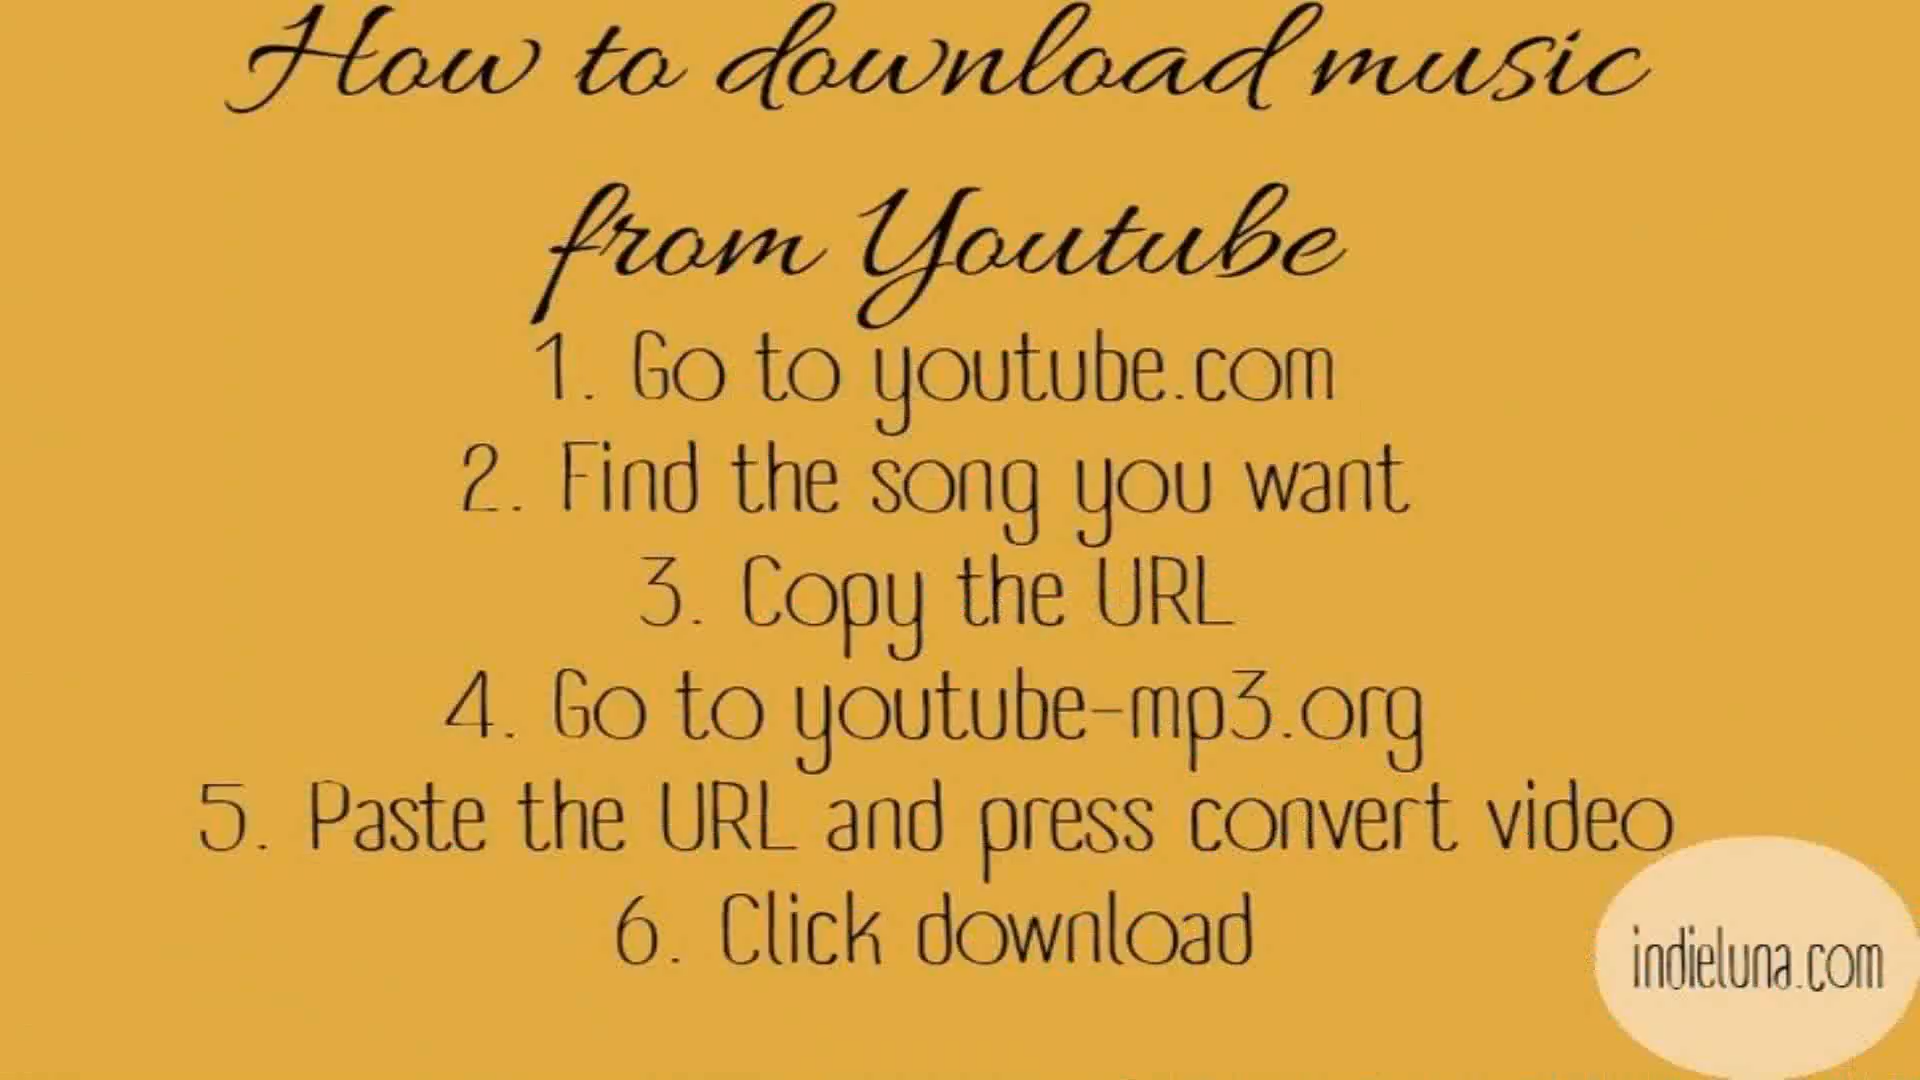 How to download music
from Youtube
1. Go to youtube.com
2. Find the song you want
3. Copy the URL
4. Go to youtube-mp3.org
5. Paste the URL and press convert video
6. Click download
indieluna.com